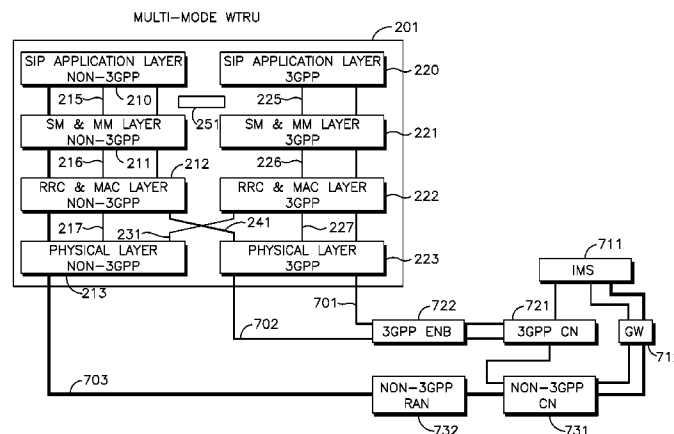 MULTI-MODE WTRU
201
SIP APPLICATION LAYER
NON-3GPP
SIP APPLICATION LAYER
3GPP
220
215
210
225
251
SM & MM LAYER
NON-3GPP
SM & MM LAYER
3GPP
221
216
211
212
226
RRC & MAC LAYER
NON-3GPP
RRC & MAC LAYER
3GPP
222
217
231
241
227
PHYSICAL LAYER
NON-3GPP
PHYSICAL LAYER
3GPP
223
213
711
IMS
701
722
721
702
3GPP ENB
3GPP CN
GW
703
NON-3GPP
RAN
NON-3GPP
CN
732
731